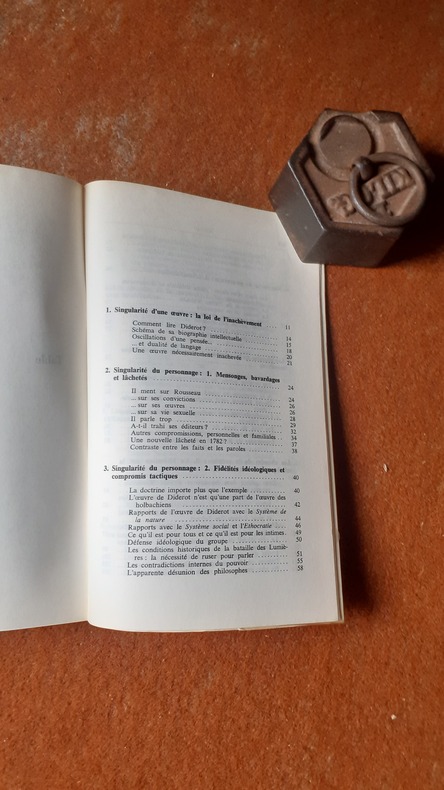 1. Singularité d'une œuvre : la loi de l'inachèvement .... 11
Comment lire Diderot ? .... 14
Schéma de sa biographie intellectuelle .... 15
Oscillations d'une pensée... .... 18
... et dualité de langage .... 20
Une œuvre nécessairement inachevée .... 21
2. Singularité du personnage : 1. Mensonges, bavardages
et lâchetés .... 24
Il ment sur Rousseau .... 24
... sur ses convictions .... 26
... sur ses œuvres .... 26
... sur sa vie sexuelle .... 28
Il parle trop .... 29
A-t-il trahi ses éditeurs ? .... 32
Autres compromissions, personnelles et familiales .... 34
Une nouvelle lâcheté en 1782 ? .... 37
Contraste entre les faits et les paroles .... 38
3. Singularité du personnage : 2. Fidélités idéologiques et
compromis tactiques .... 40
La doctrine importe plus que l'exemple .... 40
L'œuvre de Diderot n'est qu'une part de l'œuvre des
holbachiens .... 42
Rapports de l'œuvre de Diderot avec le Système de
la nature .... 44
Rapports avec le Système social et l'Ethocratie .... 46
Ce qu'il est pour tous et ce qu'il est pour les intimes . 49
Défense idéologique du groupe .... 50
Les conditions historiques de la bataille des Lumiè-
res : la nécessité de ruser pour parler .... 51
Les contradictions internes du pouvoir .... 55
L'apparente désunion des philosophes .... 58